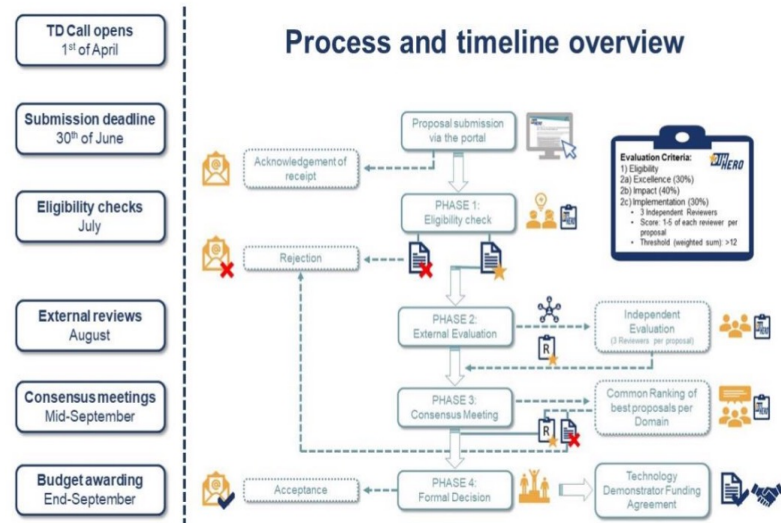 TD Call opens
1st of April
Process and timeline overview
Submission deadline
30th of June
Proposal submission
via the portal
Acknowledgement of
receipt
Evaluation Criteria:
1) Eligibility
2a) Excellence (30%)
2b) Impact (40%)
2c) Implementation (30%)
• 3 Independent Reviewers
• Score: 1-5 of each reviewer per
proposal
• Threshold (weighted sum): >12
HERO
Eligibility checks
July
PHASE 1:
Eligibility check
Rejection
External reviews
August
PHASE 2:
External Evaluation
R
Independent
Evaluation
(3 Reviewers per proposal)
Consensus meetings
Mid-September
PHASE 3:
Consensus Meeting
R
Common Ranking of
best proposals per
Domain
Budget awarding
End-September
Acceptance
PHASE 4:
Formal Decision
Technology
Demonstrator Funding
Agreement